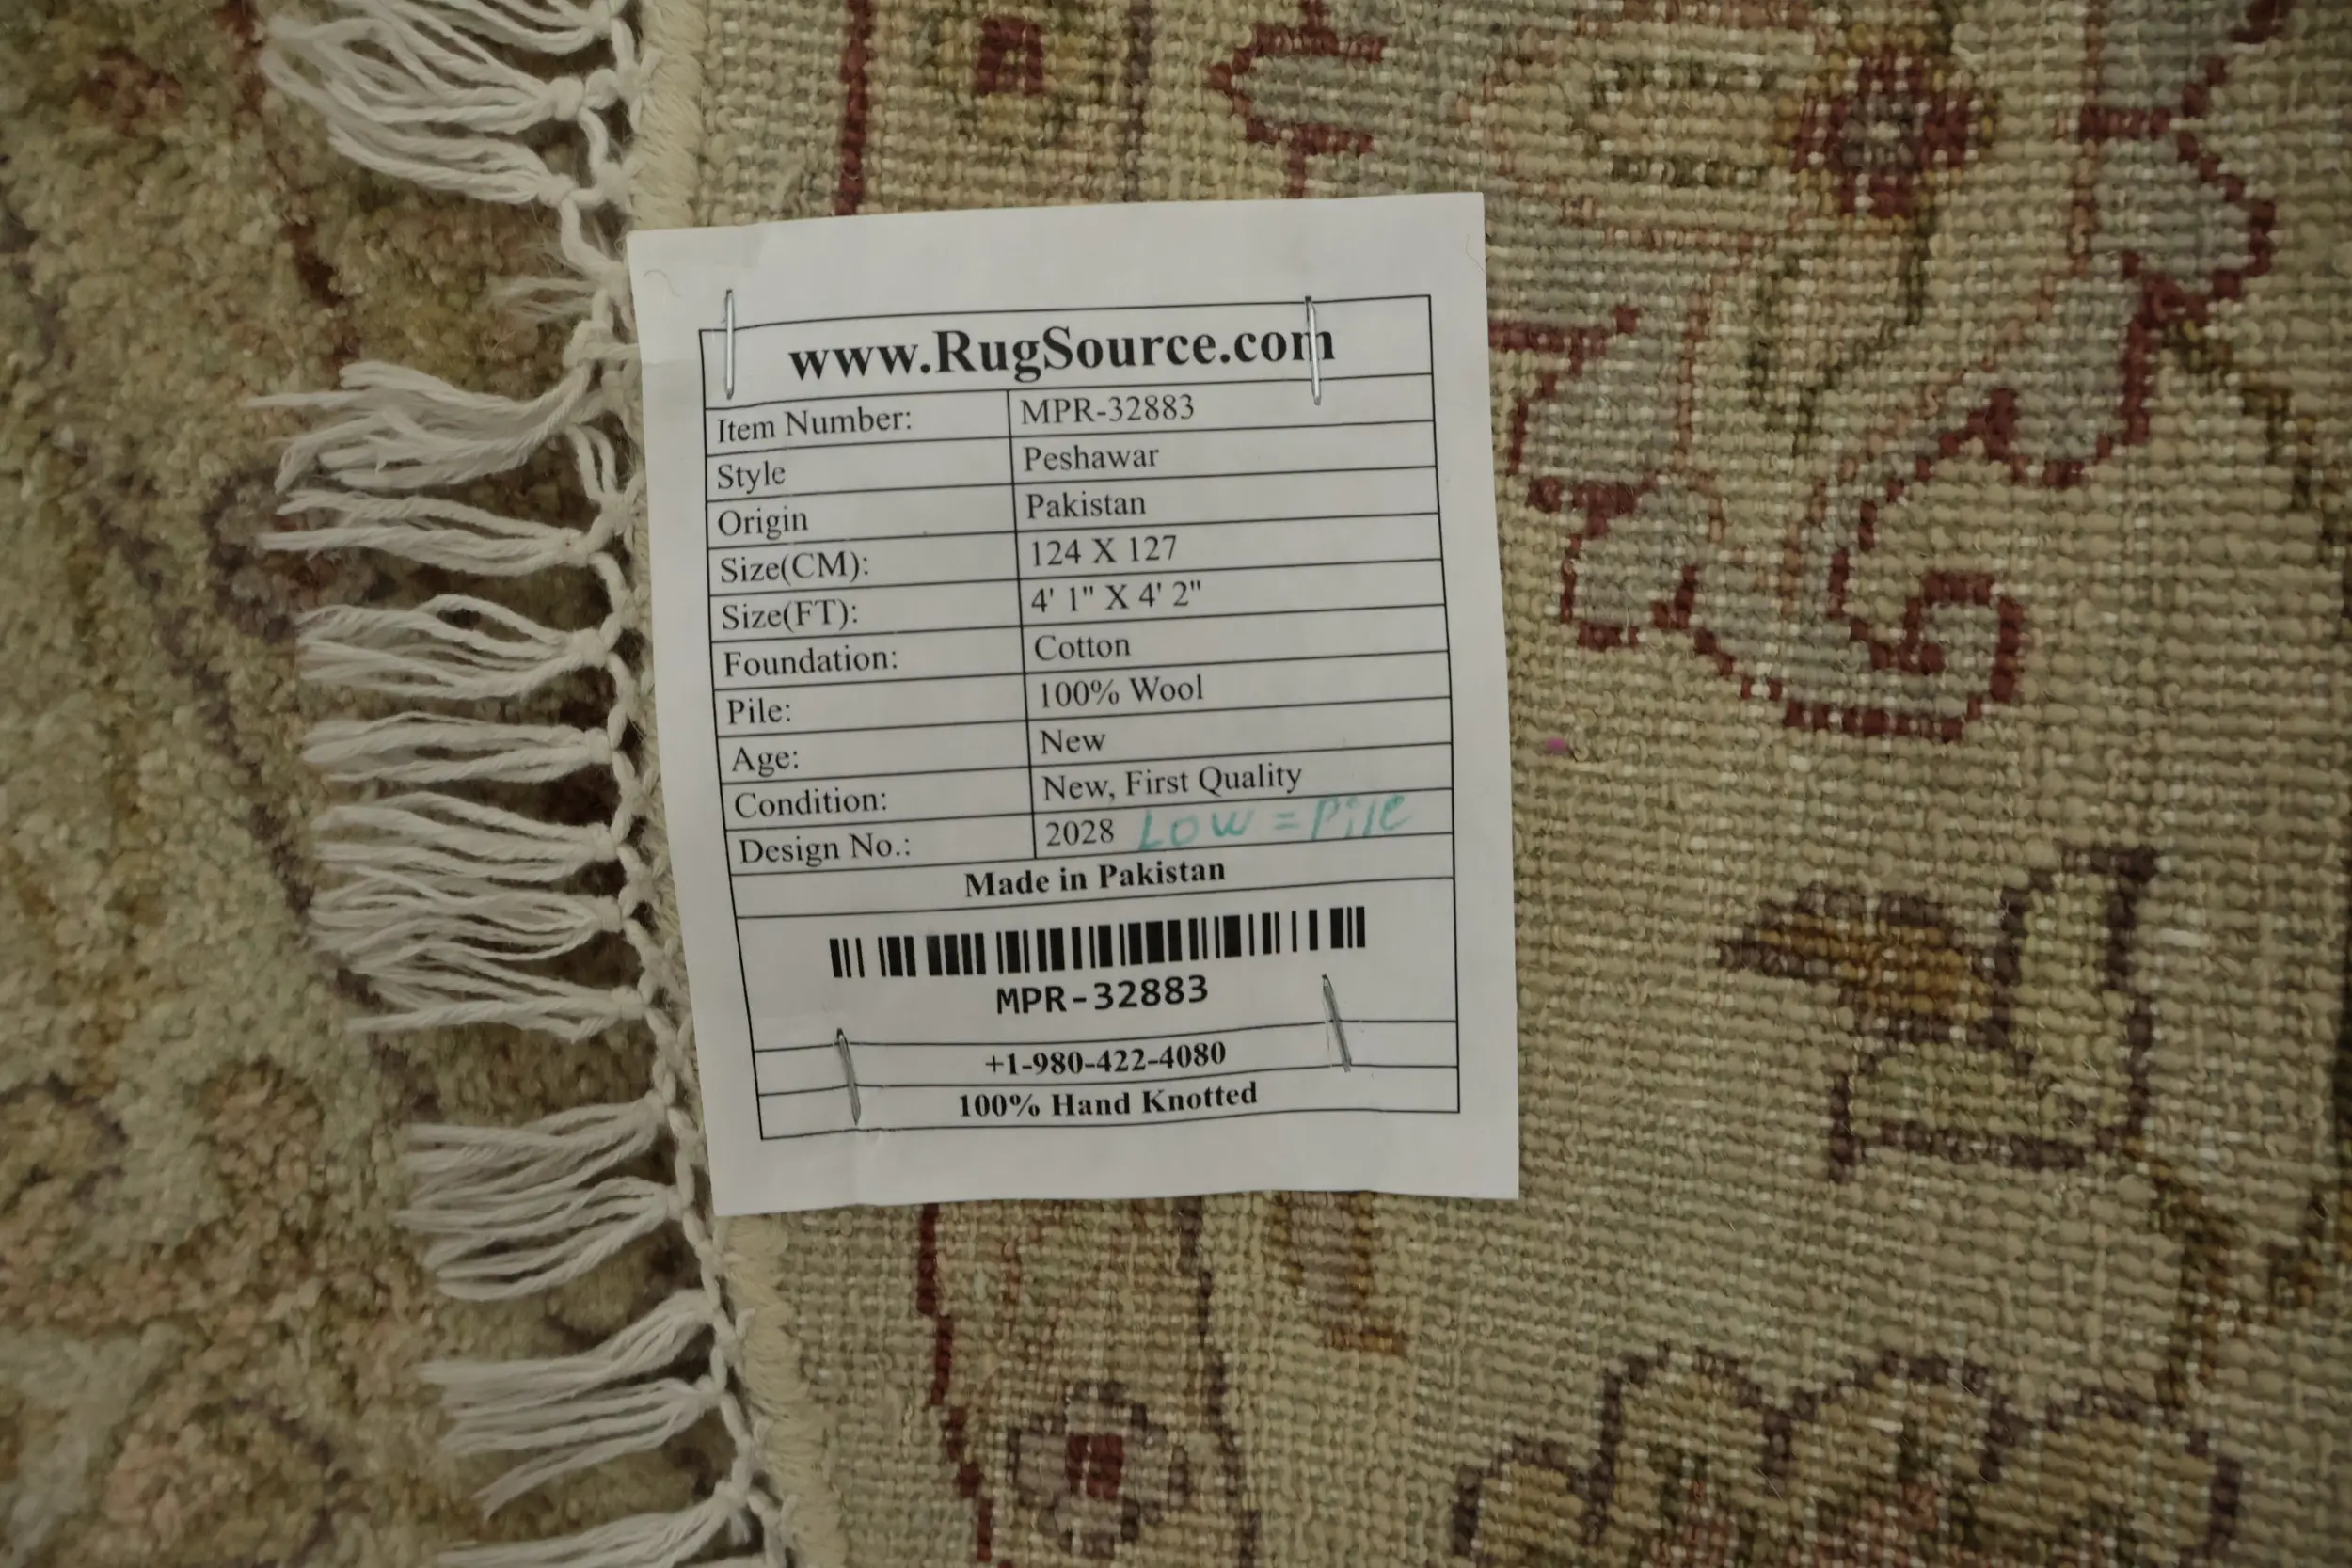 www.RugSource.com
Item Number: MPR-32883
Style Peshawar
Origin Pakistan
Size(CM): 124 X 127
Size(FT): 4' 1" X 4' 2"
Foundation: Cotton
Pile: 100% Wool
Age: New
Condition: New, First Quality
Design No.: 2028 Low = Pile
Made in Pakistan
MPR-32883
+1-980-422-4080
100% Hand Knotted